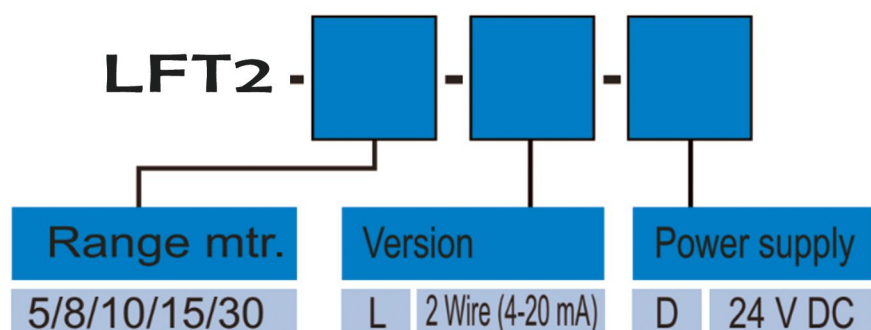 LFT2 - - -
Range mtr. Version Power supply
5/8/10/15/30 L 2 Wire (4-20 mA) D 24 V DC